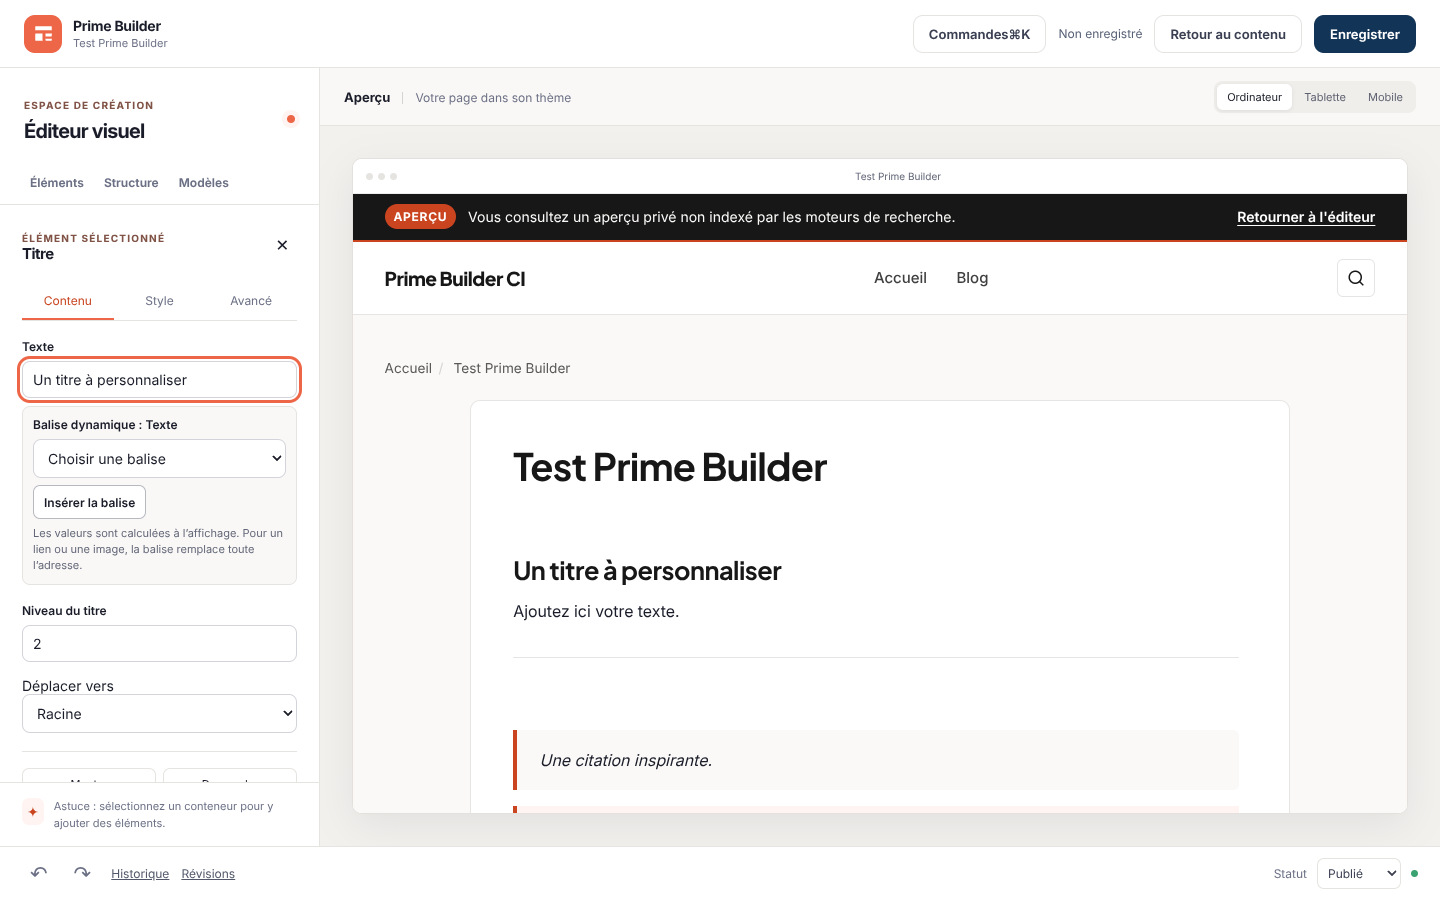 Prime Builder
Test Prime Builder
Commandes⌘K
Non enregistré
Retour au contenu
Enregistrer
ESPACE DE CRÉATION
Éditeur visuel
Éléments
Structure
Modèles
ÉLÉMENT SÉLECTIONNÉ
Titre
Contenu
Style
Avancé
Texte
Un titre à personnaliser
Balise dynamique : Texte
Choisir une balise
Insérer la balise
Les valeurs sont calculées à l'affichage. Pour un
lien ou une image, la balise remplace toute
l'adresse.
Niveau du titre
2
Déplacer vers
Racine
Astuce : sélectionnez un conteneur pour y
ajouter des éléments.
Aperçu
Votre page dans son thème
Ordinateur
Tablette
Mobile
Test Prime Builder
APERÇU
Vous consultez un aperçu privé non indexé par les moteurs de recherche.
Retourner à l'éditeur
Prime Builder CI
Accueil
Blog
Accueil / Test Prime Builder
Test Prime Builder
Un titre à personnaliser
Ajoutez ici votre texte.
Une citation inspirante.
Historique
Révisions
Statut
Publié